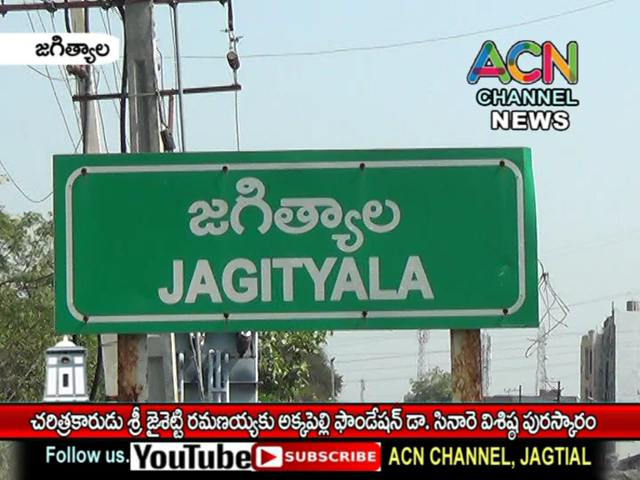 జగిత్యాల
ACN
CHANNEL
NEWS
జగిత్యాల
JAGITYALA
చరిత్రకారుడు శ్రీ జైశెట్టి రమణయ్యకు అక్కపెల్లి ఫౌండేషన్ డా. సినారె విశిష్ఠ పురస్కారం
Follow us. YouTube SUBSCRIBE ACN CHANNEL, JAGTIAL